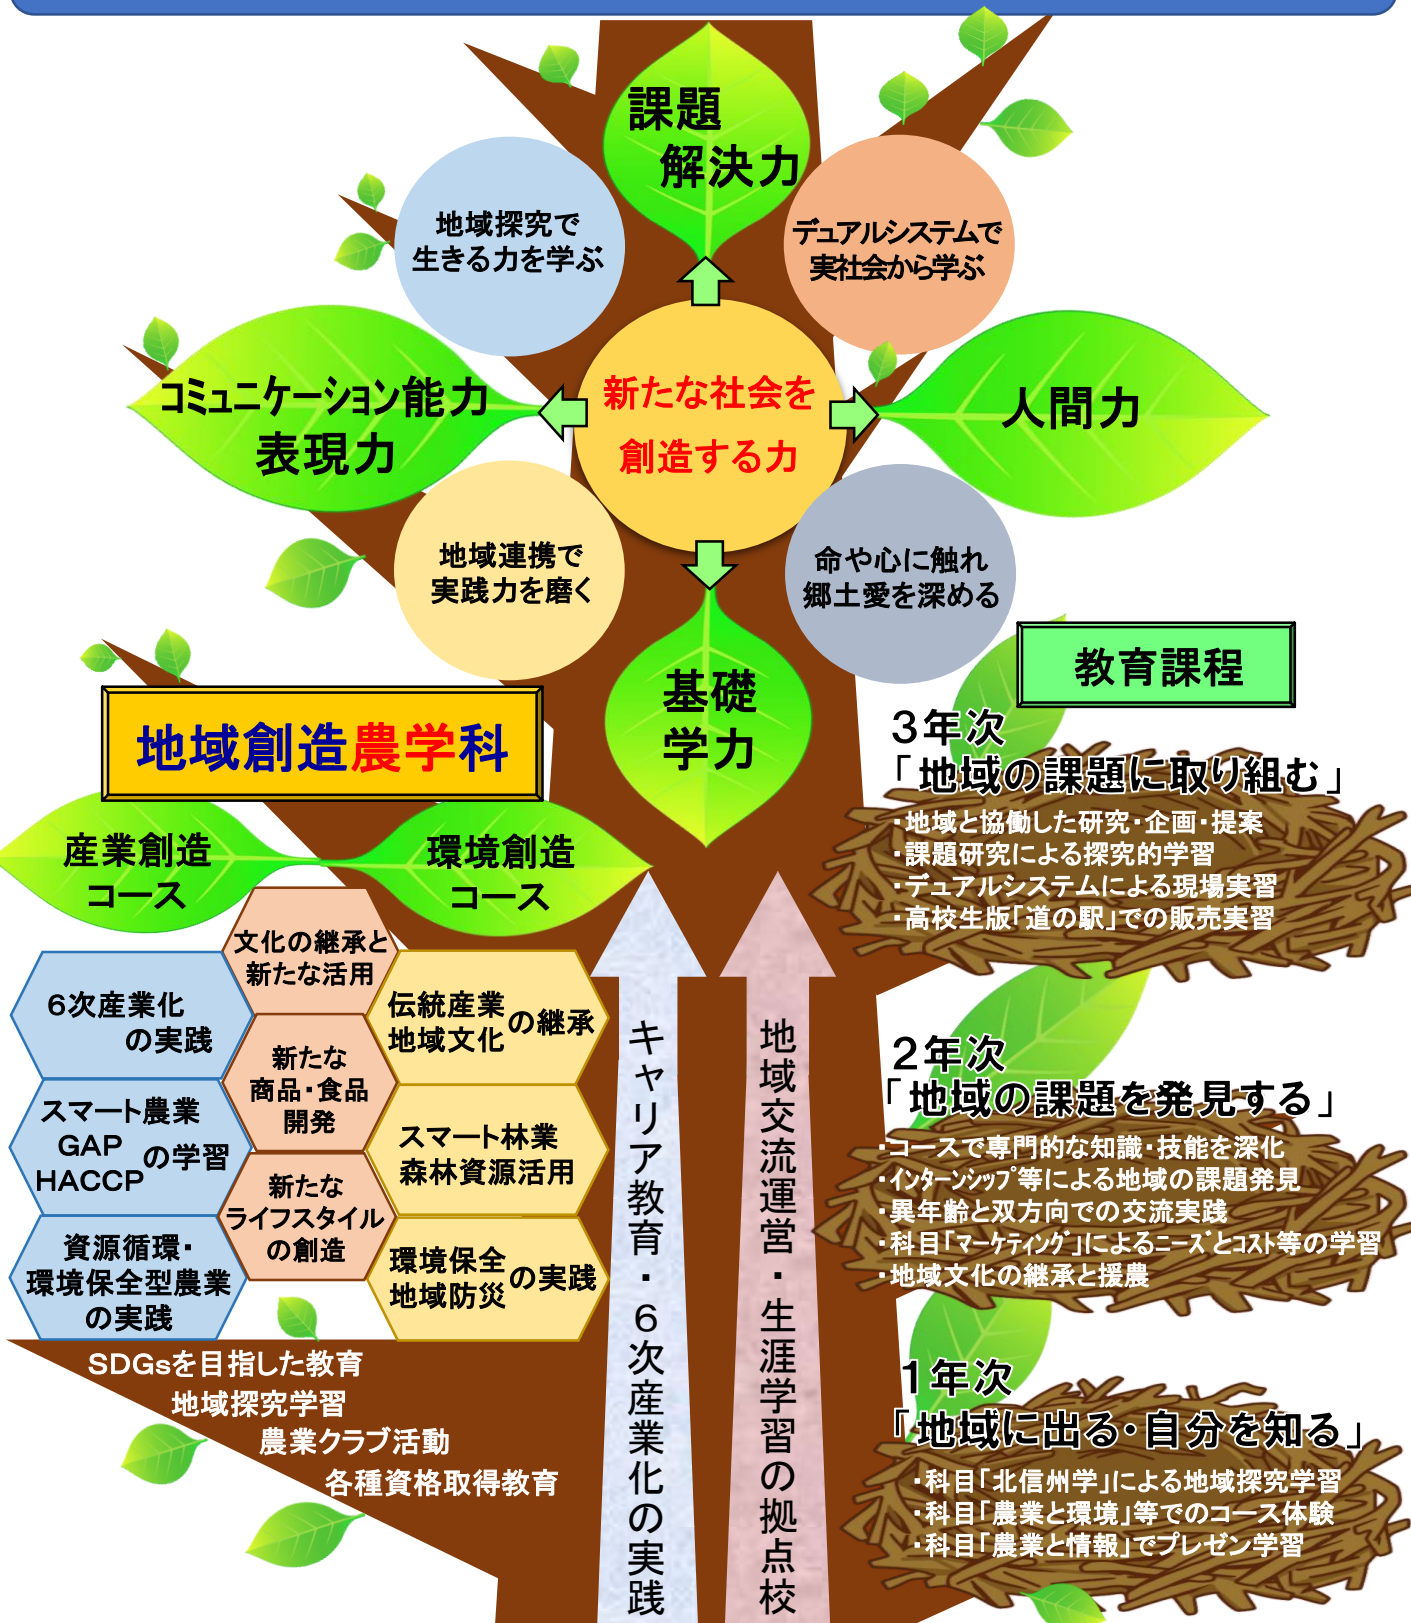 課題
解決力
地域探究で
生きる力を学ぶ
デュアルシステムで
実社会から学ぶ
新たな社会を
創造する力
コミュニケーション能力
表現力
人間力
地域連携で
実践力を磨く
命や心に触れ
郷土愛を深める
基礎
学力
地域創造農学科
産業創造
コース
環境創造
コース
文化の継承と
新たな活用
6次産業化
の実践
伝統産業
地域文化
の継承
新たな
商品・食品
開発
スマート農業
GAP
HACCP
の学習
スマート林業
森林資源活用
新たな
ライフスタイル
の創造
資源循環・
環境保全型農業
の実践
環境保全
地域防災
の実践
SDGsを目指した教育
地域探究学習
農業クラブ活動
各種資格取得教育
キャリア教育・6次産業化の実践
地域交流運営・生涯学習の拠点校
教育課程
3年次
「地域の課題に取り組む」
・地域と協働した研究・企画・提案
・課題研究による探究的学習
・デュアルシステムによる現場実習
・高校生版「道の駅」での販売実習
2年次
「地域の課題を発見する」
・コースで専門的な知識・技能を深化
・インターンシップ等による地域の課題発見
・異年齢と双方向での交流実践
・科目「マーケティング」によるニーズとコスト等の学習
・地域文化の継承と援農
1年次
「地域に出る・自分を知る」
・科目「北信州学」による地域探究学習
・科目「農業と環境」等でのコース体験
・科目「農業と情報」でプレゼン学習